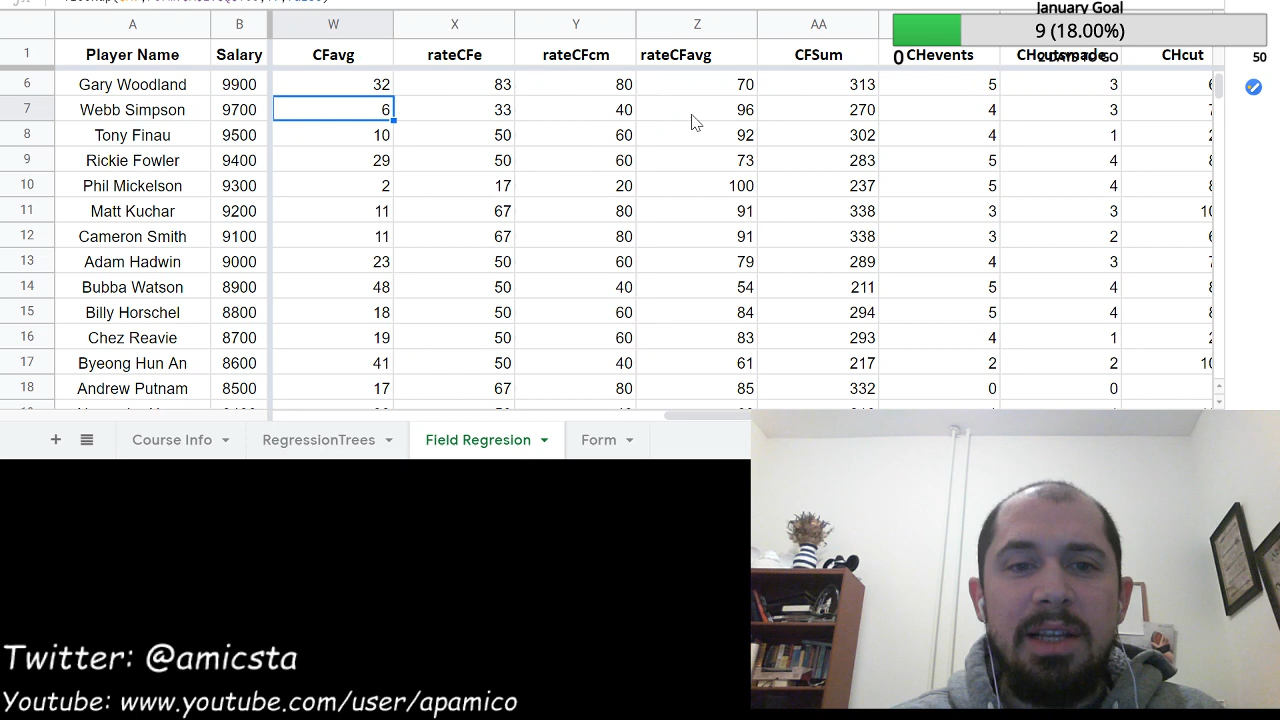 January Goal
9 (18.00%)
0 2 DAYS TO GO 50
A B W X Y Z AA
1 Player Name Salary CFavg rateCFe rateCFcm rateCFavg CFSum CHevents CHcutsmade CHcut
6 Gary Woodland 9900 32 83 80 70 313 5 3
7 Webb Simpson 9700 6 33 40 96 270 4 3
8 Tony Finau 9500 10 50 60 92 302 4 1
9 Rickie Fowler 9400 29 50 60 73 283 5 4
10 Phil Mickelson 9300 2 17 20 100 237 5 4
11 Matt Kuchar 9200 11 67 80 91 338 3 3
12 Cameron Smith 9100 11 67 80 91 338 3 2
13 Adam Hadwin 9000 23 50 60 79 289 4 3
14 Bubba Watson 8900 48 50 40 54 211 5 4
15 Billy Horschel 8800 18 50 60 84 294 5 4
16 Chez Reavie 8700 19 50 60 83 293 4 1
17 Byeong Hun An 8600 41 50 40 61 217 2 2
18 Andrew Putnam 8500 17 67 80 85 332 0 0
Course Info RegressionTrees Field Regresion Form
Twitter: @amicsta
Youtube: www.youtube.com/user/apamico